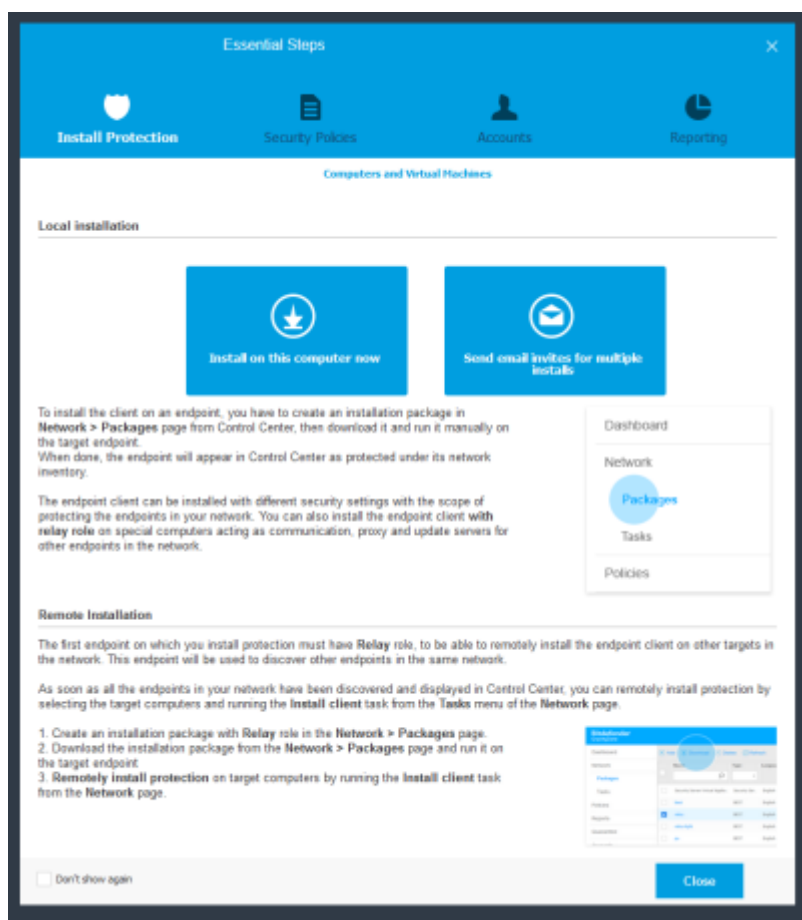 Essential Steps
Install Protection
Security Policies
Accounts
Reporting
Computers and Virtual Machines
Local installation
Install on this computer now
Send email invites for multiple
installs
To install the client on an endpoint, you have to create an installation package in
Network > Packages page from Control Center, then download it and run it manually on
the target endpoint.
When done, the endpoint will appear in Control Center as protected under its network
inventory.
The endpoint client can be installed with different security settings with the scope of
protecting the endpoints in your network. You can also install the endpoint client with
relay role on special computers acting as communication, proxy and update servers for
other endpoints in the network.
Dashboard
Network
Packages
Tasks
Policies
Remote Installation
The first endpoint on which you install protection must have Relay role, to be able to remotely install the endpoint client on other targets in
the network. This endpoint will be used to discover other endpoints in the same network.
As soon as all the endpoints in your network have been discovered and displayed in Control Center, you can remotely install protection by
selecting the target computers and running the Install client task from the Tasks menu of the Network page.
1. Create an installation package with Relay role in the Network > Packages page.
2. Download the installation package from the Network > Packages page and run it on
the target endpoint
3. Remotely install protection on target computers by running the Install client task
from the Network page.
Bitdefender
Dashboard
Network
Packages
Tasks
Policies
Reports
Quarantine
Don't show again
Close